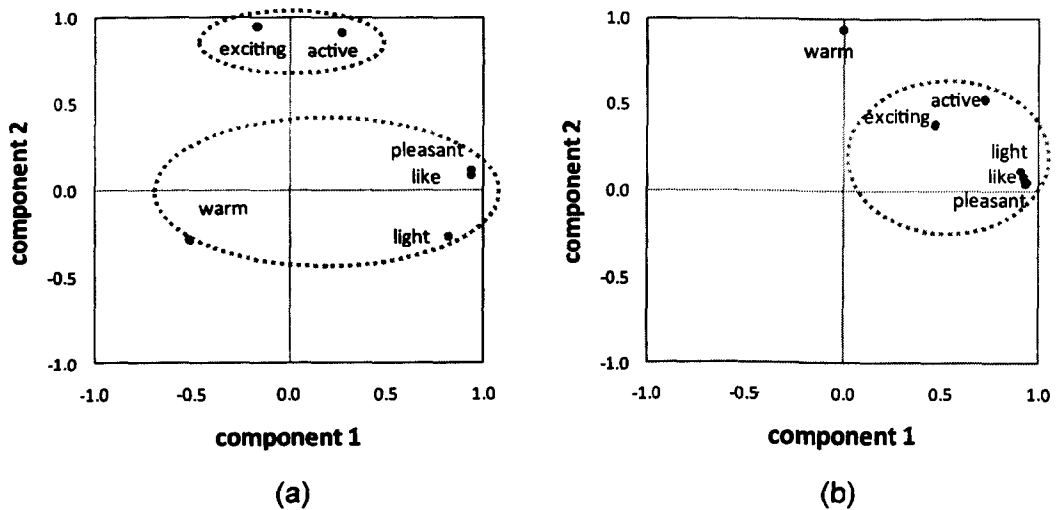 1.0
exciting active
0.5
component 2
pleasant
like
0.0
warm
light
-0.5
-1.0
-1.0 -0.5 0.0 0.5 1.0
component 1
(a)
1.0
warm
0.5
active
exciting
component 2
light
like
0.0
pleasant
-0.5
-1.0
-1.0 -0.5 0.0 0.5 1.0
component 1
(b)